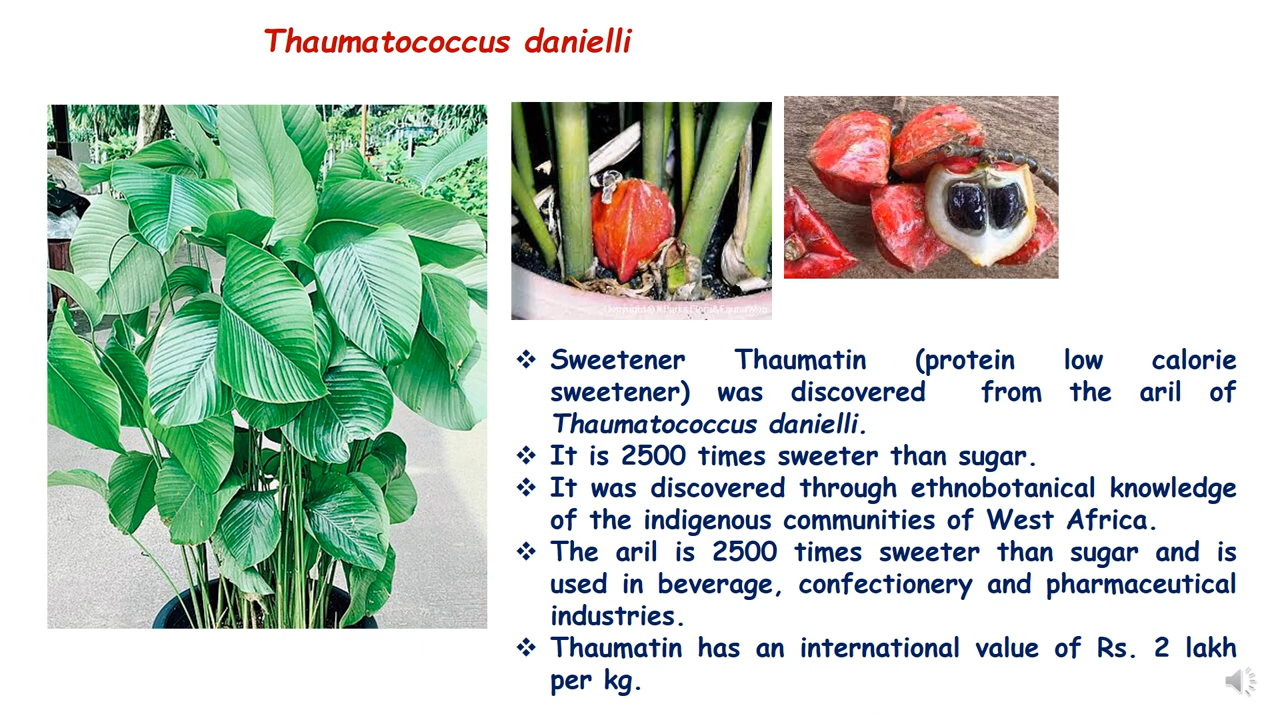 Thaumatococcus danielli
❖ Sweetener Thaumatin (protein low calorie
sweetener) was discovered from the aril of
Thaumatococcus danielli.
❖ It is 2500 times sweeter than sugar.
❖ It was discovered through ethnobotanical knowledge
of the indigenous communities of West Africa.
❖ The aril is 2500 times sweeter than sugar and is
used in beverage, confectionery and pharmaceutical
industries.
❖ Thaumatin has an international value of Rs. 2 lakh
per kg.